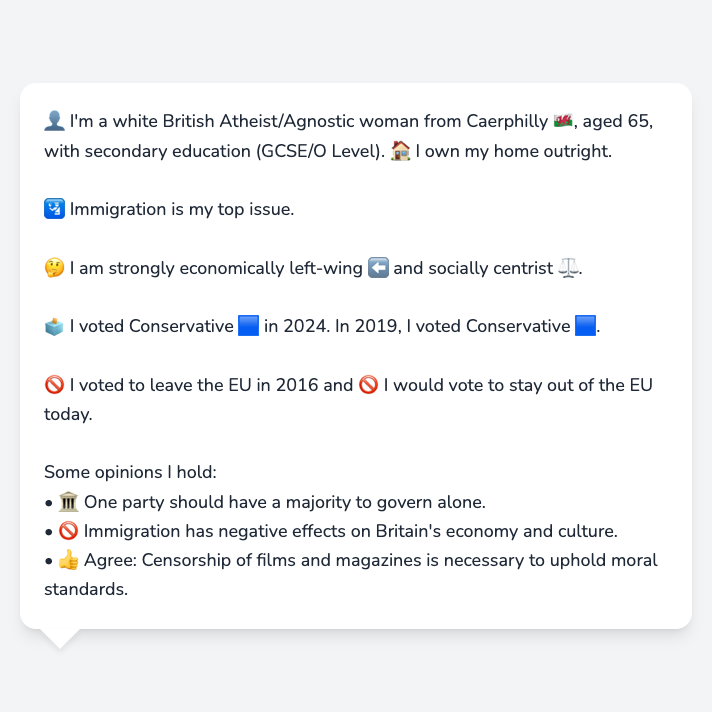 👤 I'm a white British Atheist/Agnostic woman from Caerphilly 🏴󠁧󠁢󠁷󠁬󠁳󠁿, aged 65,
with secondary education (GCSE/O Level). 🏠 I own my home outright.
🛂 Immigration is my top issue.
🤔 I am strongly economically left-wing ⬅️ and socially centrist ⚖️.
🗳️ I voted Conservative 🟦 in 2024. In 2019, I voted Conservative 🟦.
🚫 I voted to leave the EU in 2016 and 🚫 I would vote to stay out of the EU
today.
Some opinions I hold:
• 🏛️ One party should have a majority to govern alone.
• 🚫 Immigration has negative effects on Britain's economy and culture.
• 👍 Agree: Censorship of films and magazines is necessary to uphold moral
standards.